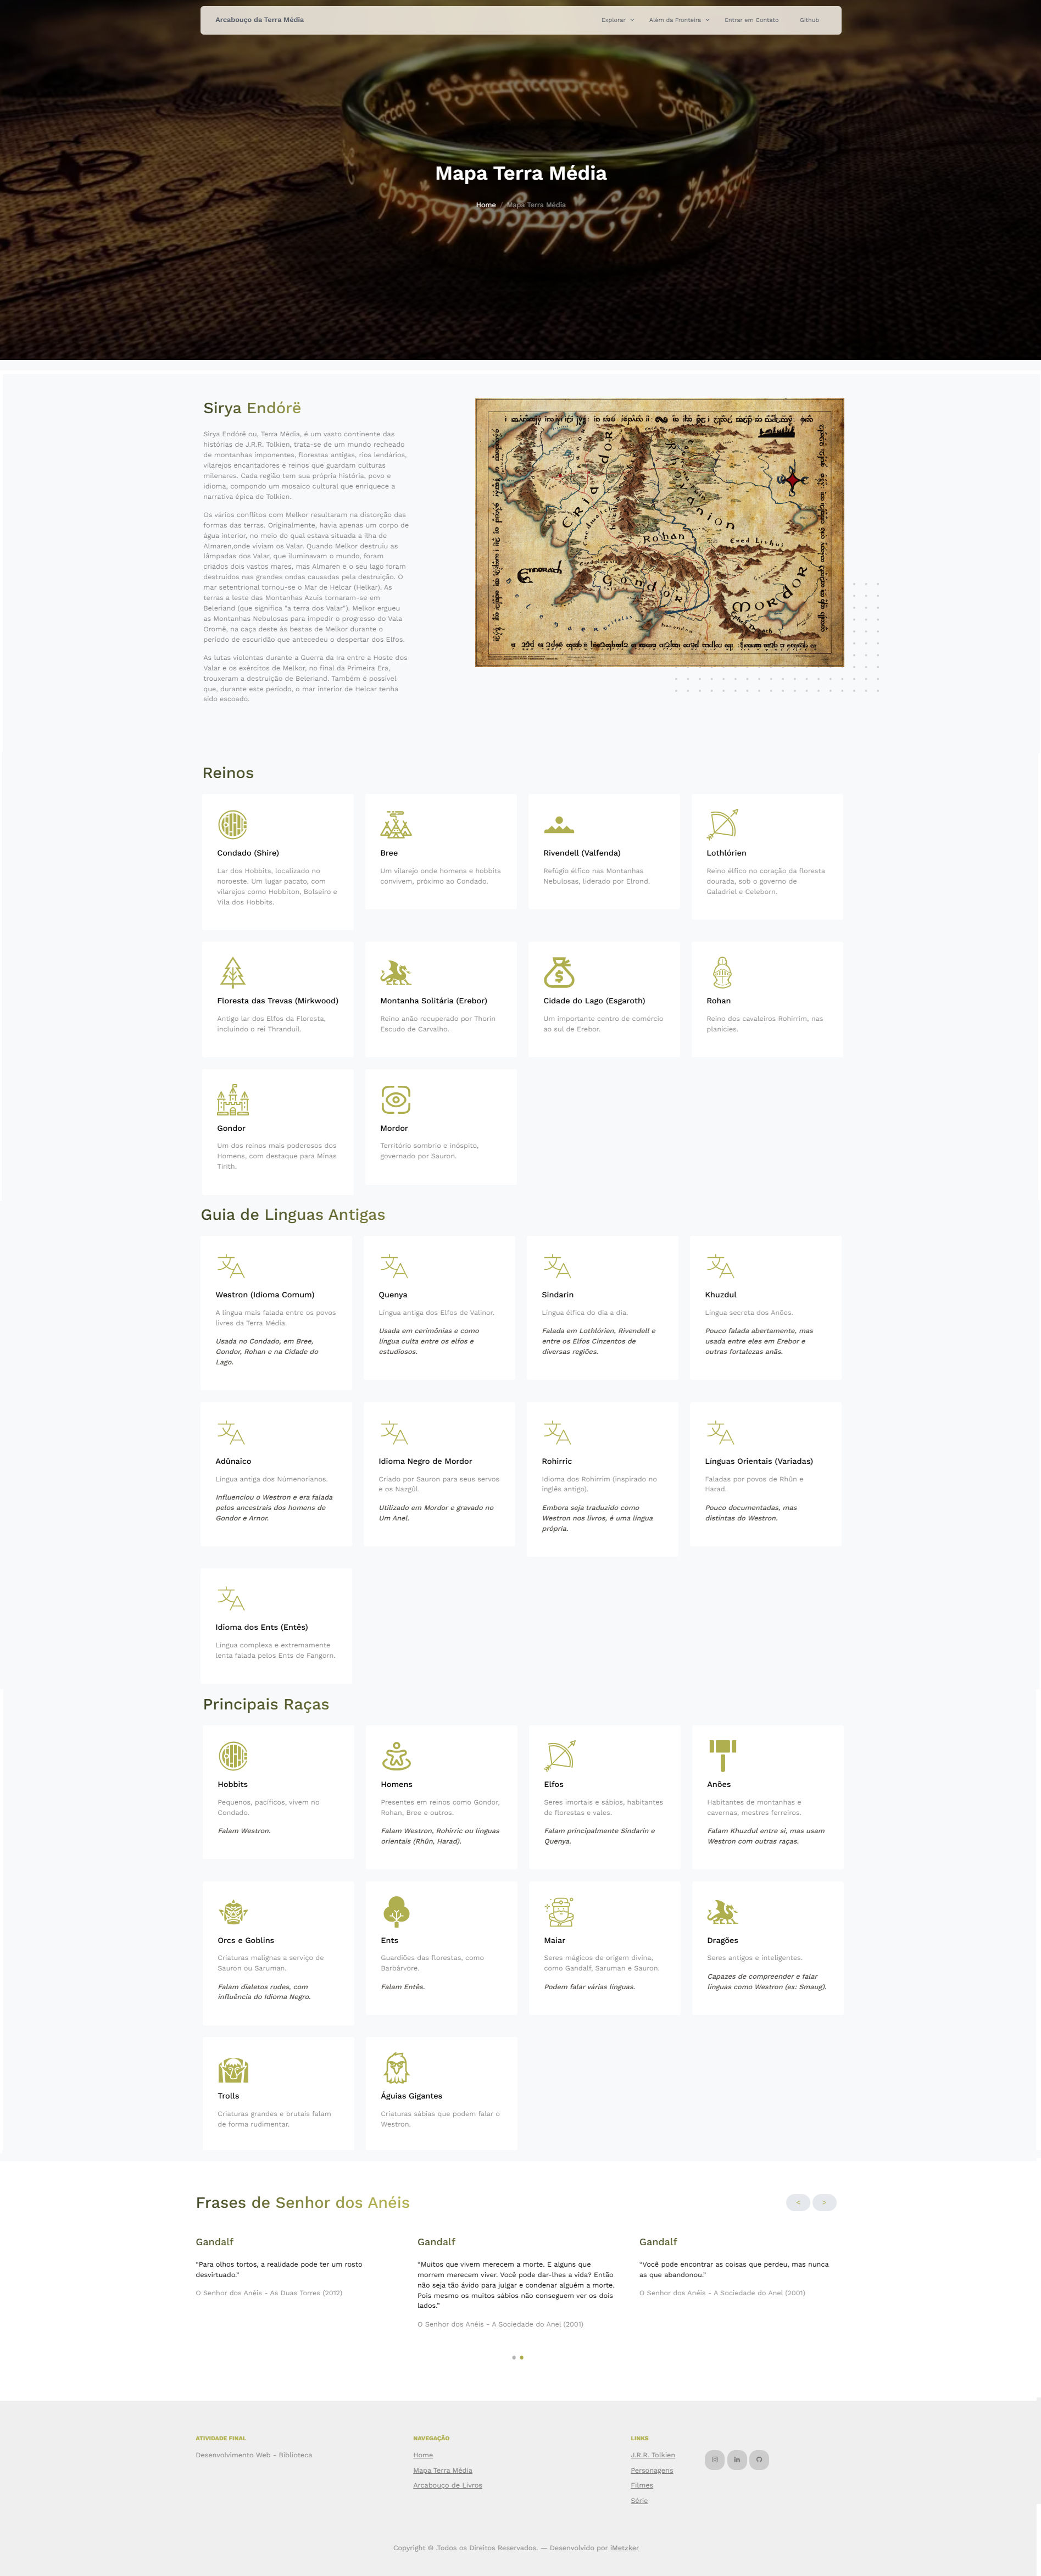 Arcabouço da Terra Média
Explorar
Além da Fronteira
Entrar em Contato
Github
Mapa Terra Média
Home / Mapa Terra Média
Sirya Endórë
Sirya Endórë ou, Terra Média, é um vasto continente das
histórias de J.R.R. Tolkien, trata-se de um mundo recheado
de montanhas imponentes, florestas antigas, rios lendários,
vilarejos encantadores e reinos que guardam culturas
milenares. Cada região tem sua própria história, povo e
idioma, compondo um mosaico cultural que enriquece a
narrativa épica de Tolkien.
Os vários conflitos com Melkor resultaram na distorção das
formas das terras. Originalmente, havia apenas um corpo de
água interior, no meio do qual estava situada a ilha de
Almaren,onde viviam os Valar. Quando Melkor destruiu as
lâmpadas dos Valar, que iluminavam o mundo, foram
criados dois vastos mares, mas Almaren e o seu lago foram
destruídos nas grandes ondas causadas pela destruição. O
mar setentrional tornou-se o Mar de Helcar (Helkar). As
terras a leste das Montanhas Azuis tornaram-se em
Beleriand (que significa "a terra dos Valar"). Melkor ergueu
as Montanhas Nebulosas para impedir o progresso do Vala
Oromë, na caça deste às bestas de Melkor durante o
período de escuridão que antecedeu o despertar dos Elfos.
As lutas violentas durante a Guerra da Ira entre a Hoste dos
Valar e os exércitos de Melkor, no final da Primeira Era,
trouxeram a destruição de Beleriand. Também é possível
que, durante este período, o mar interior de Helcar tenha
sido escoado.
Eriador
Rhovanion
Rohan
Ennorath
Gondor
Mordor
Reinos
Condado (Shire)
Lar dos Hobbits, localizado no
noroeste. Um lugar pacato, com
vilarejos como Hobbiton, Bolseiro e
Vila dos Hobbits.
Bree
Um vilarejo onde homens e hobbits
convivem, próximo ao Condado.
Rivendell (Valfenda)
Refúgio élfico nas Montanhas
Nebulosas, liderado por Elrond.
Lothlórien
Reino élfico no coração da floresta
dourada, sob o governo de
Galadriel e Celeborn.
Floresta das Trevas (Mirkwood)
Antigo lar dos Elfos da Floresta,
incluindo o rei Thranduil.
Montanha Solitária (Erebor)
Reino anão recuperado por Thorin
Escudo de Carvalho.
Cidade do Lago (Esgaroth)
Um importante centro de comércio
ao sul de Erebor.
Rohan
Reino dos cavaleiros Rohirrim, nas
planícies.
Gondor
Um dos reinos mais poderosos dos
Homens, com destaque para Minas
Tirith.
Mordor
Território sombrio e inóspito,
governado por Sauron.
Guia de Linguas Antigas
Westron (Idioma Comum)
A língua mais falada entre os povos
livres da Terra Média.
Usada no Condado, em Bree,
Gondor, Rohan e na Cidade do
Lago.
Quenya
Língua antiga dos Elfos de Valinor.
Usada em cerimônias e como
língua culta entre os elfos e
estudiosos.
Sindarin
Língua élfica do dia a dia.
Falada em Lothlórien, Rivendell e
entre os Elfos Cinzentos de
diversas regiões.
Khuzdul
Língua secreta dos Anões.
Pouco falada abertamente, mas
usada entre eles em Erebor e
outras fortalezas anãs.
Adûnaico
Língua antiga dos Númenorianos.
Influenciou o Westron e era falada
pelos ancestrais dos homens de
Gondor e Arnor.
Idioma Negro de Mordor
Criado por Sauron para seus servos
e os Nazgûl.
Utilizado em Mordor e gravado no
Um Anel.
Rohirric
Idioma dos Rohirrim (inspirado no
inglês antigo).
Embora seja traduzido como
Westron nos livros, é uma língua
própria.
Línguas Orientais (Variadas)
Faladas por povos de Rhûn e
Harad.
Pouco documentadas, mas
distintas do Westron.
Idioma dos Ents (Entês)
Língua complexa e extremamente
lenta falada pelos Ents de Fangorn.
Principais Raças
Hobbits
Pequenos, pacíficos, vivem no
Condado.
Falam Westron.
Homens
Presentes em reinos como Gondor,
Rohan, Bree e outros.
Falam Westron, Rohirric ou línguas
orientais (Rhûn, Harad).
Elfos
Seres imortais e sábios, habitantes
de florestas e vales.
Falam principalmente Sindarin e
Quenya.
Anões
Habitantes de montanhas e
cavernas, mestres ferreiros.
Falam Khuzdul entre si, mas usam
Westron com outras raças.
Orcs e Goblins
Criaturas malignas a serviço de
Sauron ou Saruman.
Falam dialetos rudes, com
influência do Idioma Negro.
Ents
Guardiões das florestas, como
Barbárvore.
Falam Entês.
Maiar
Seres mágicos de origem divina,
como Gandalf, Saruman e Sauron.
Podem falar várias línguas.
Dragões
Seres antigos e inteligentes.
Capazes de compreender e falar
línguas como Westron (ex: Smaug).
Trolls
Criaturas grandes e brutais falam
de forma rudimentar.
Águias Gigantes
Criaturas sábias que podem falar o
Westron.
Frases de Senhor dos Anéis
< >
Gandalf
“Para olhos tortos, a realidade pode ter um rosto
desvirtuado.”
O Senhor dos Anéis - As Duas Torres (2012)
Gandalf
“Muitos que vivem merecem a morte. E alguns que
morrem merecem viver. Você pode dar-lhes a vida? Então
não seja tão ávido para julgar e condenar alguém a morte.
Pois mesmo os muitos sábios não conseguem ver os dois
lados.”
O Senhor dos Anéis - A Sociedade do Anel (2001)
Gandalf
“Você pode encontrar as coisas que perdeu, mas nunca
as que abandonou.”
O Senhor dos Anéis - A Sociedade do Anel (2001)
ATIVIDADE FINAL
Desenvolvimento Web - Biblioteca
NAVEGAÇÃO
Home
Mapa Terra Média
Arcabouço de Livros
LINKS
J.R.R. Tolkien
Personagens
Filmes
Série
Copyright © .Todos os Direitos Reservados. — Desenvolvido por iMetzker